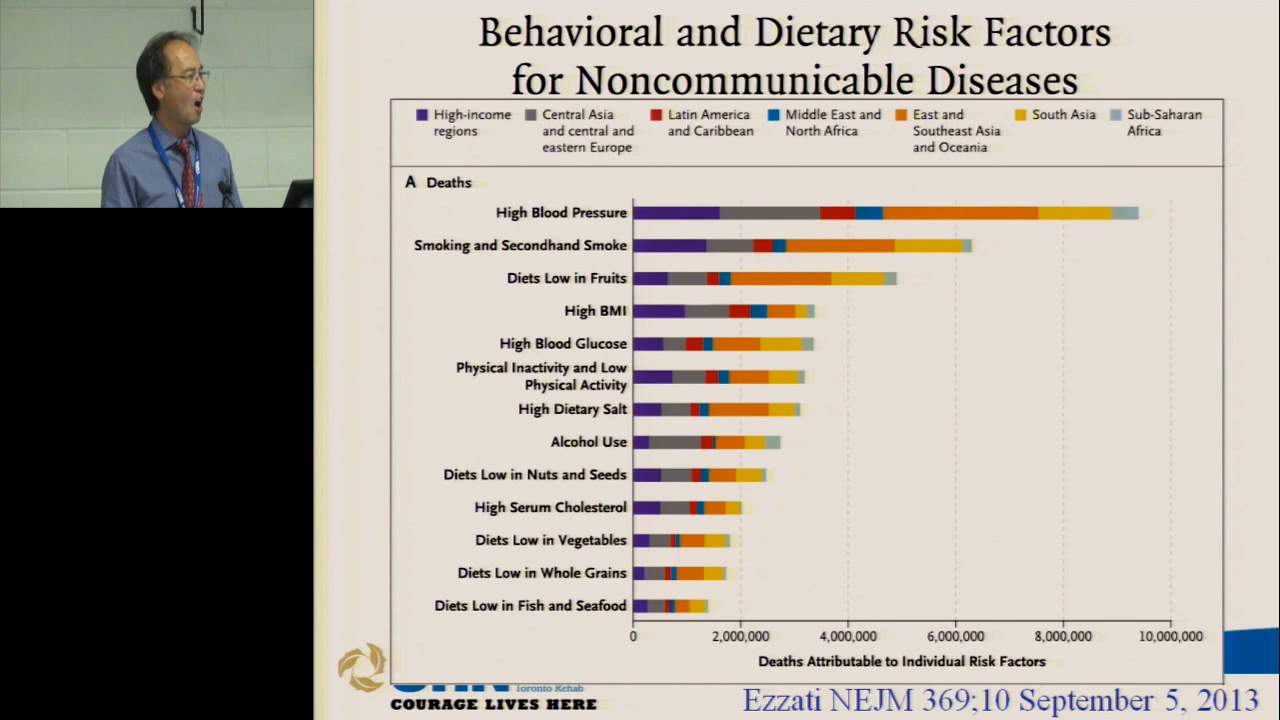 Behavioral and Dietary Risk Factors
for Noncommunicable Diseases
High-income
regions
Central Asia
and central and
eastern Europe
Latin America
and Caribbean
Middle East and
North Africa
East and
Southeast Asia
and Oceania
South Asia
Sub-Saharan
Africa
A Deaths
High Blood Pressure
Smoking and Secondhand Smoke
Diets Low in Fruits
High BMI
High Blood Glucose
Physical Inactivity and Low
Physical Activity
High Dietary Salt
Alcohol Use
Diets Low in Nuts and Seeds
High Serum Cholesterol
Diets Low in Vegetables
Diets Low in Whole Grains
Diets Low in Fish and Seafood
0 2,000,000 4,000,000 6,000,000 8,000,000 10,000,000
Deaths Attributable to Individual Risk Factors
Toronto Rehab
COURAGE LIVES HERE
Ezzati NEJM 369;10 September 5, 2013